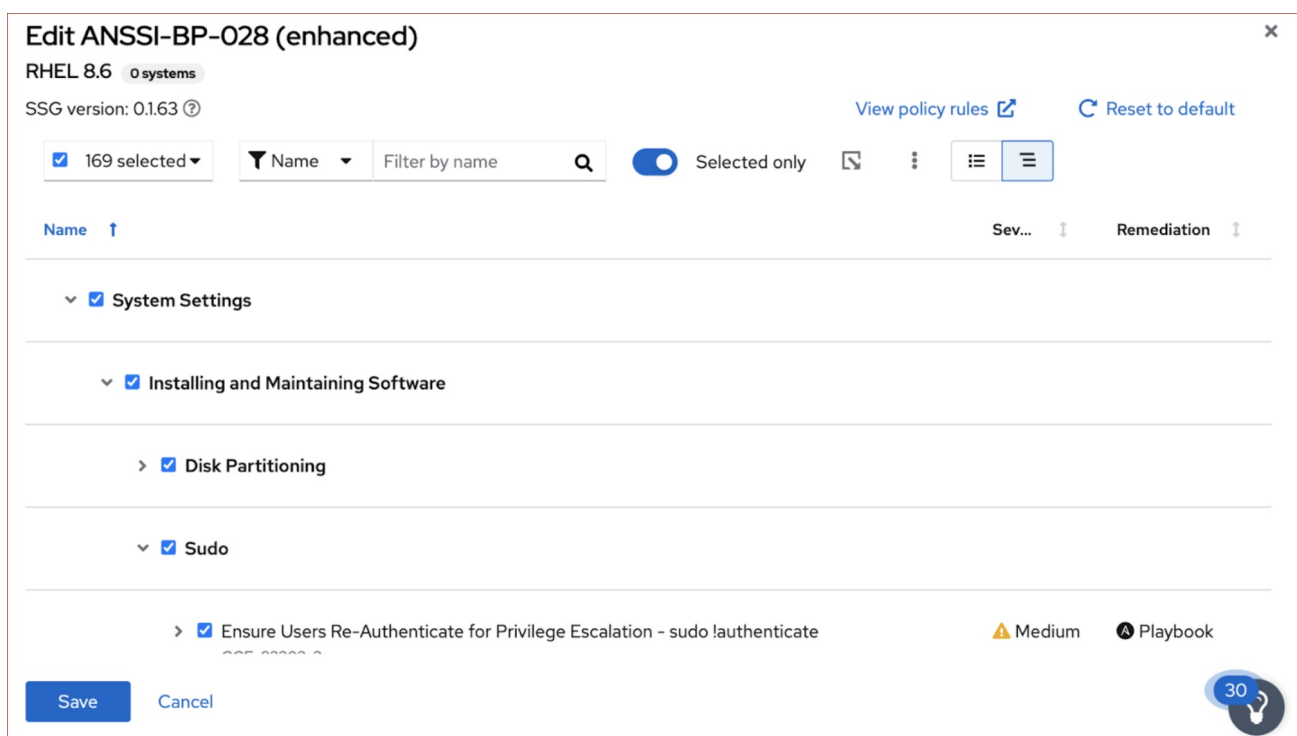 Edit ANSSI-BP-028 (enhanced)
RHEL 8.6 0 systems
SSG version: 0.1.63
View policy rules Reset to default
169 selected Name Filter by name Selected only
Name Sev... Remediation
System Settings
Installing and Maintaining Software
Disk Partitioning
Sudo
Ensure Users Re-Authenticate for Privilege Escalation - sudo !authenticate Medium Playbook
Save Cancel 30